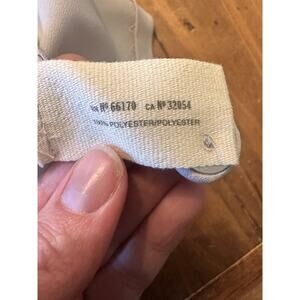 RN Nº 66170 CA Nº 32054
100% POLYESTER/POLYESTER